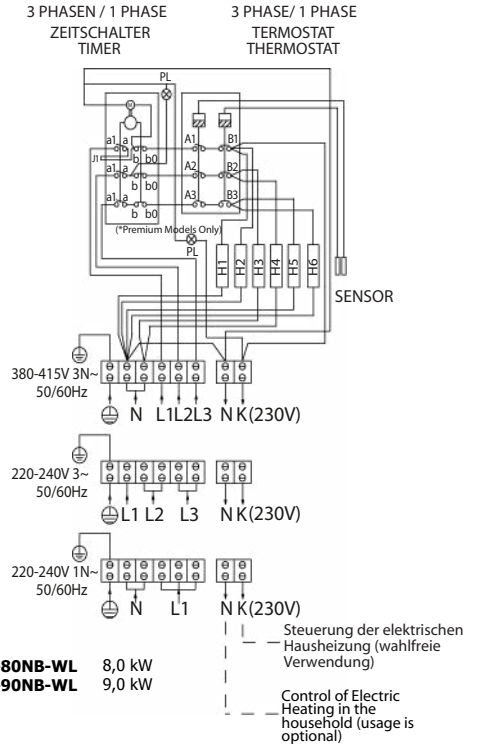 3 PHASEN / 1 PHASE
ZEITSCHALTER
TIMER
3 PHASE/ 1 PHASE
TERMOSTAT
THERMOSTAT
PL
M
a1 a
J1
b b0
A1
B1
a1 a
b b0
A2
B2
a1 a
b b0
A3
B3
(*Premium Models Only)
PL
H1
H2
H3
H4
H5
H6
SENSOR
380-415V 3N~
50/60Hz
N L1L2L3 N K(230V)
220-240V 3~
50/60Hz
L1 L2 L3 N K(230V)
220-240V 1N~
50/60Hz
N L1 N K(230V)
Steuerung der elektrischen
Hausheizung (wahlfreie
Verwendung)
80NB-WL 8,0 kW
90NB-WL 9,0 kW
Control of Electric
Heating in the
household (usage is
optional)